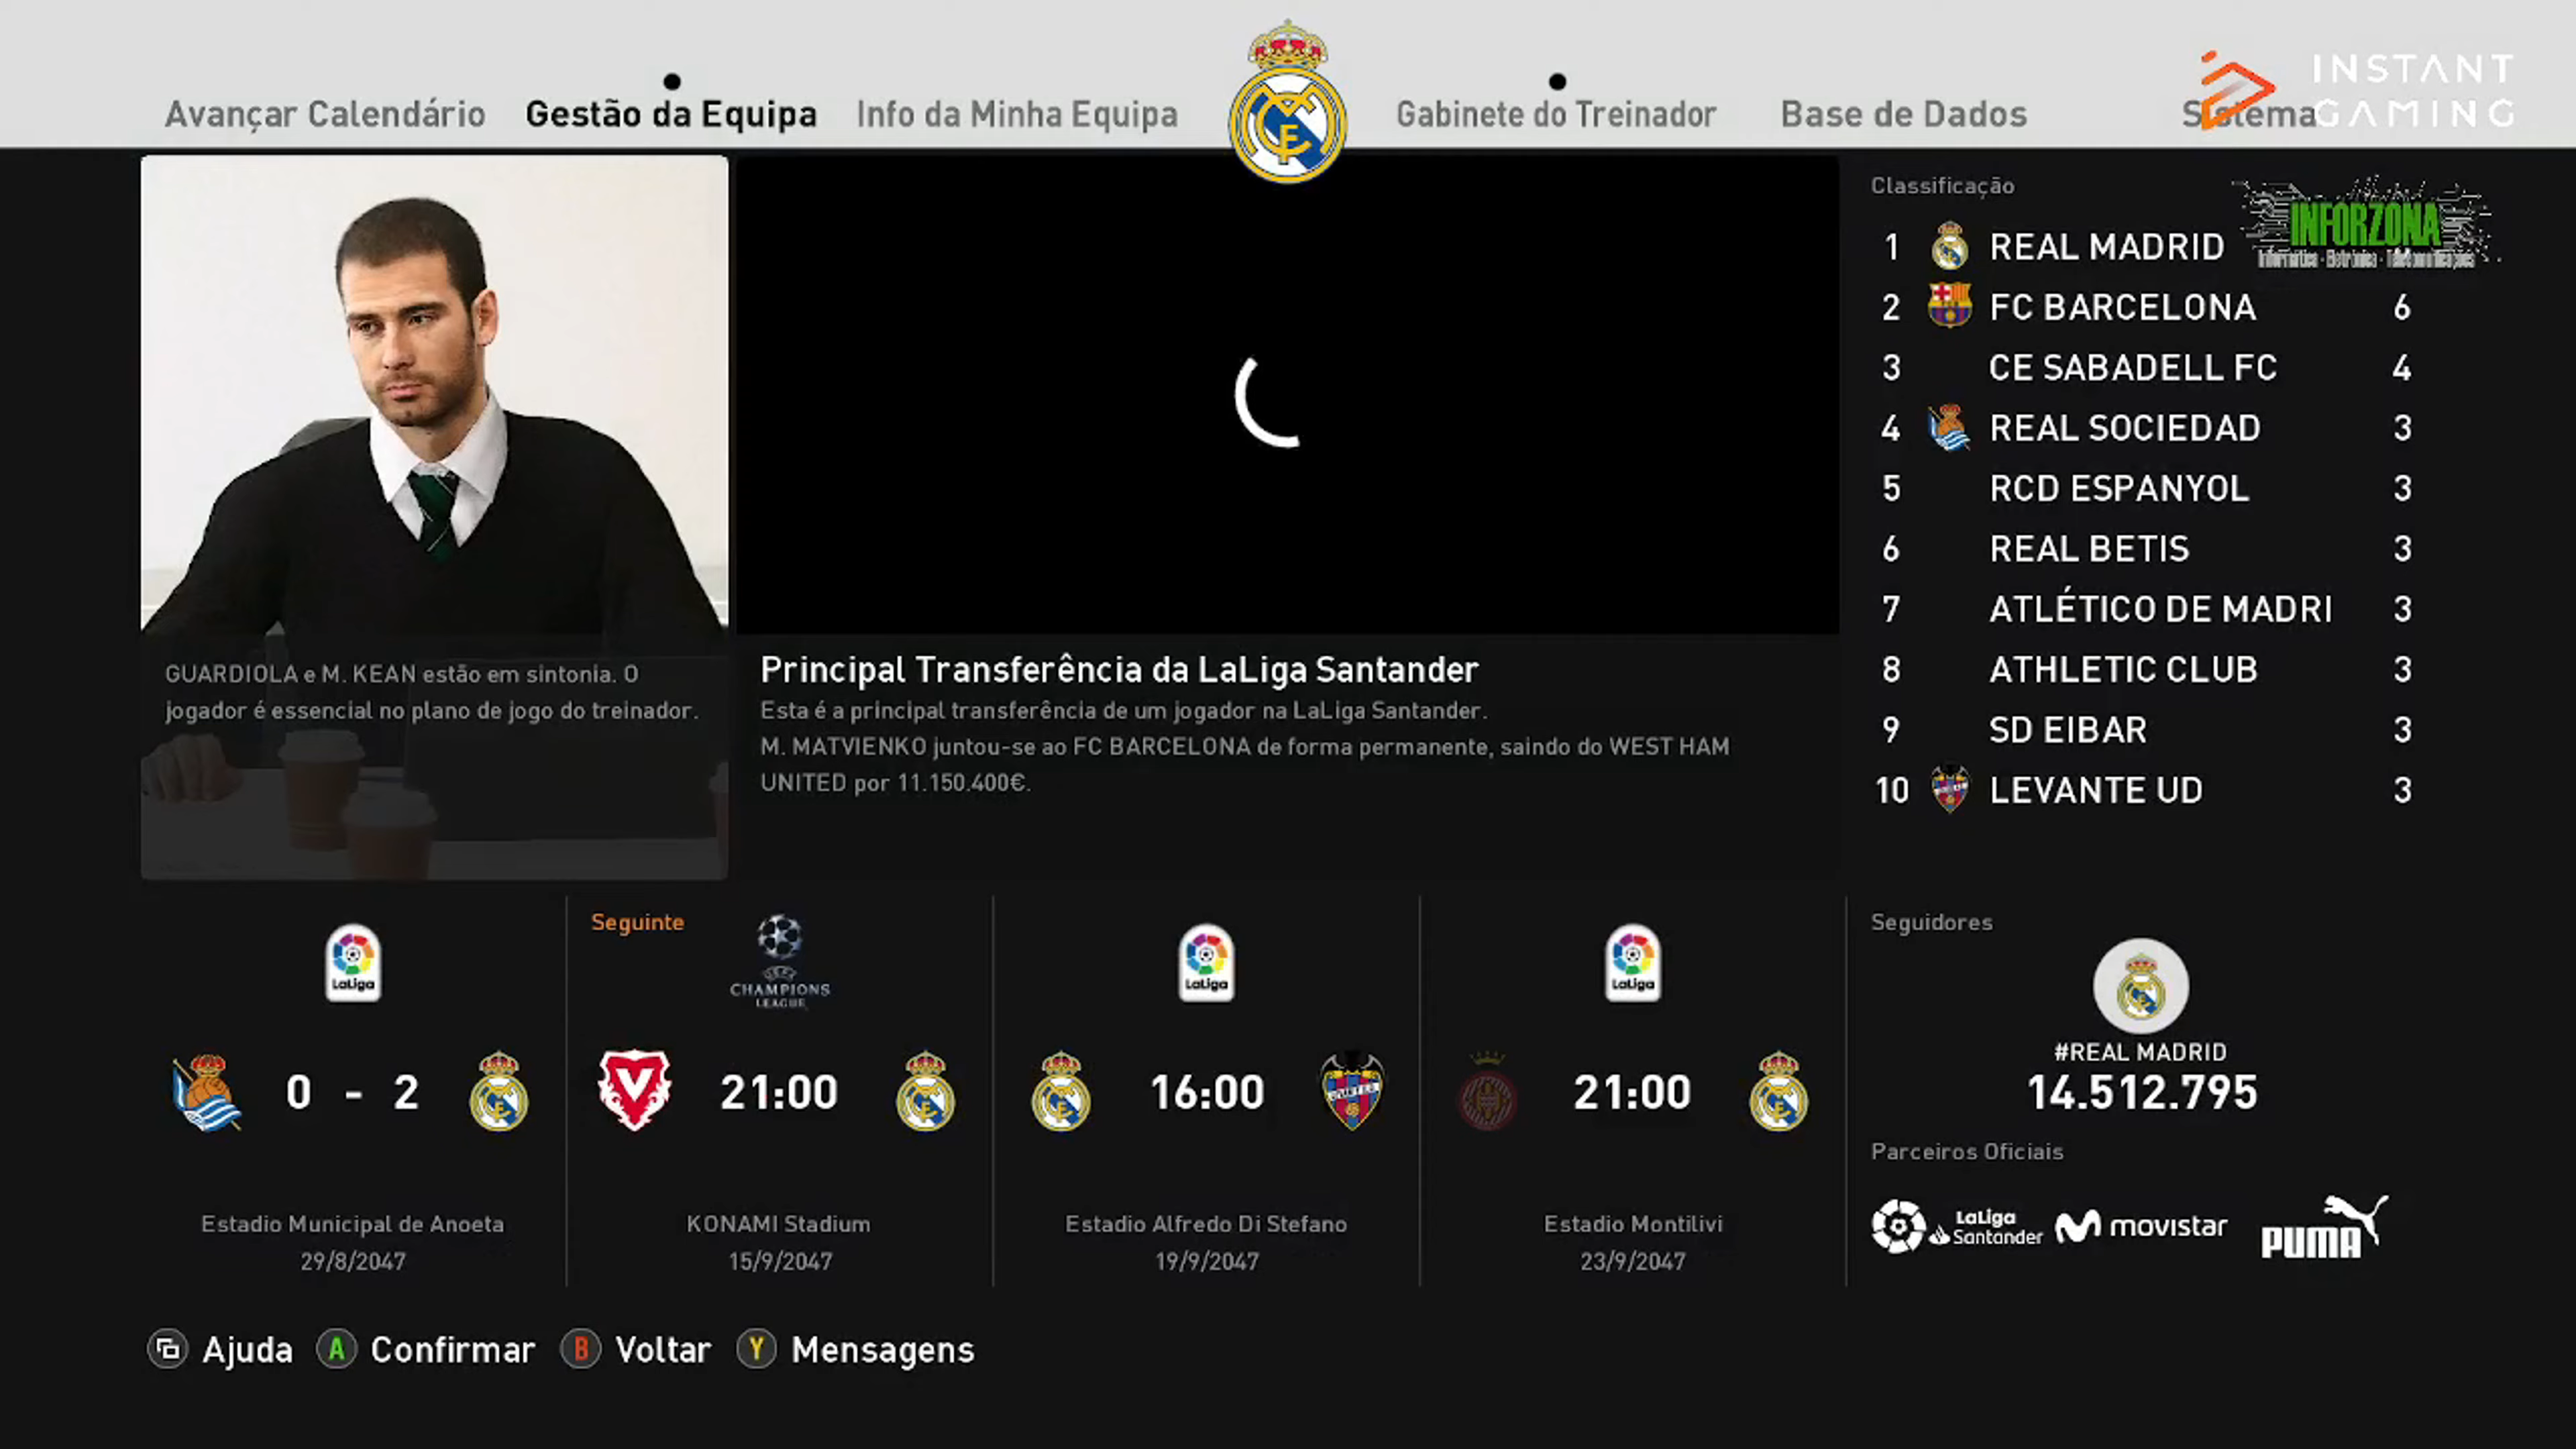 Avançar Calendário
Gestão da Equipa
Info da Minha Equipa
Gabinete do Treinador
Base de Dados
Sistema
INSTANT
GAMING
GUARDIOLA e M. KEAN estão em sintonia. O
jogador é essencial no plano de jogo do treinador.
Principal Transferência da LaLiga Santander
Esta é a principal transferência de um jogador na LaLiga Santander.
M. MATVIENKO juntou-se ao FC BARCELONA de forma permanente, saindo do WEST HAM
UNITED por 11.150.400€.
Classificação
INFORZONA
Informática - Eletrónica - Telecomunicações
1 REAL MADRID
2 FC BARCELONA 6
3 CE SABADELL FC 4
4 REAL SOCIEDAD 3
5 RCD ESPANYOL 3
6 REAL BETIS 3
7 ATLÉTICO DE MADRI 3
8 ATHLETIC CLUB 3
9 SD EIBAR 3
10 LEVANTE UD 3
LaLiga
0 - 2
Estadio Municipal de Anoeta
29/8/2047
Seguinte
UEFA
CHAMPIONS
LEAGUE
21:00
KONAMI Stadium
15/9/2047
LaLiga
16:00
Estadio Alfredo Di Stefano
19/9/2047
LaLiga
21:00
Estadio Montilivi
23/9/2047
Seguidores
#REAL MADRID
14.512.795
Parceiros Oficiais
LaLiga
Santander
movistar
PUMA
Ajuda
A Confirmar
B Voltar
Y Mensagens